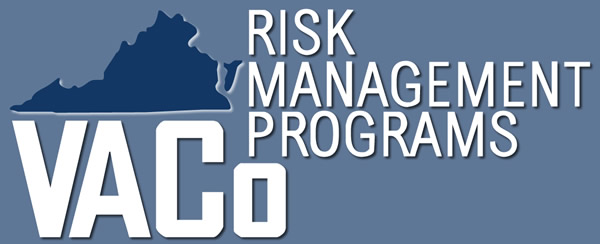 RISK
MANAGEMENT
PROGRAMS
VACo